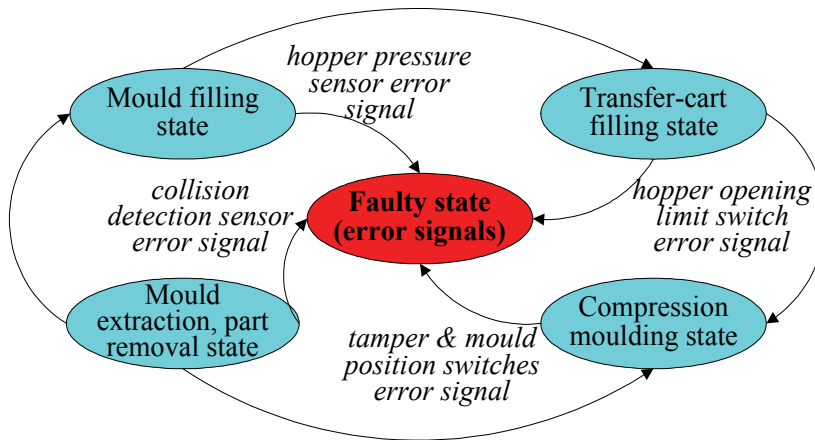 hopper pressure
sensor error
signal
Mould filling
state
Transfer-cart
filling state
collision
detection sensor
error signal
Faulty state
(error signals)
hopper opening
limit switch
error signal
Mould
extraction, part
removal state
tamper & mould
position switches
error signal
Compression
moulding state